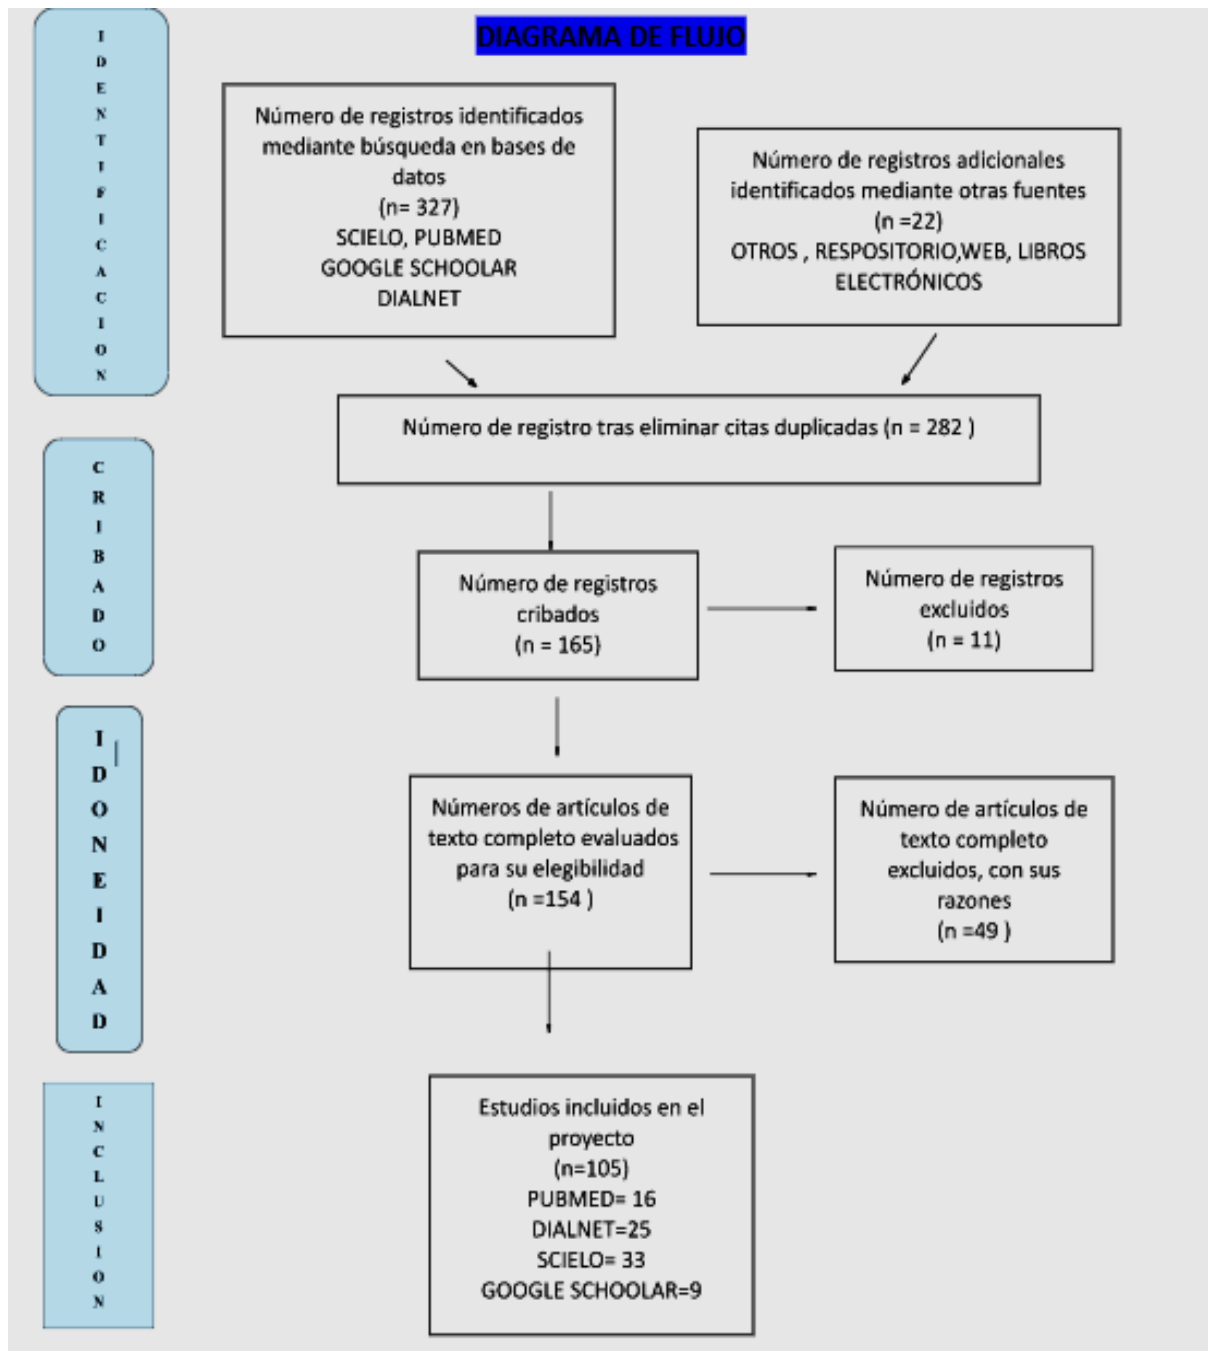 DIAGRAMA DE FLUJO
IDENTIFICACION
Número de registros identificados
mediante búsqueda en bases de
datos
(n= 327)
SCIELO, PUBMED
GOOGLE SCHOOLAR
DIALNET
Número de registros adicionales
identificados mediante otras fuentes
(n =22)
OTROS , RESPOSITORIO,WEB, LIBROS
ELECTRÓNICOS
Número de registro tras eliminar citas duplicadas (n = 282 )
CRIBADO
Número de registros
cribados
(n = 165)
Número de registros
excluidos
(n = 11)
IDONEIDAD
Números de artículos de
texto completo evaluados
para su elegibilidad
(n =154 )
Número de artículos de
texto completo
excluidos, con sus
razones
(n =49 )
INCLUSION
Estudios incluidos en el
proyecto
(n=105)
PUBMED= 16
DIALNET=25
SCIELO= 33
GOOGLE SCHOOLAR=9